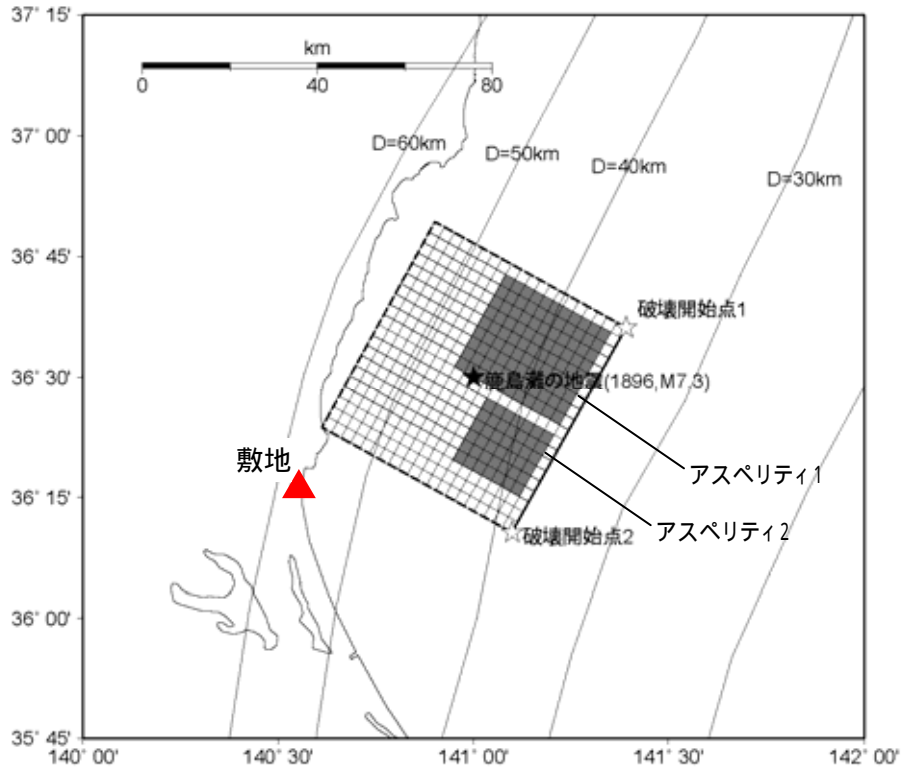 37° 15'
km
0 40 80
37° 00'
D=60km
D=50km
D=40km
D=30km
36° 45'
破壊開始点1
36° 30'
鹿島灘の地震(1896,M7.3)
敷地
アスペリティ1
36° 15'
アスペリティ2
破壊開始点2
36° 00'
35° 45'
140° 00' 140° 30' 141° 00' 141° 30' 142° 00'